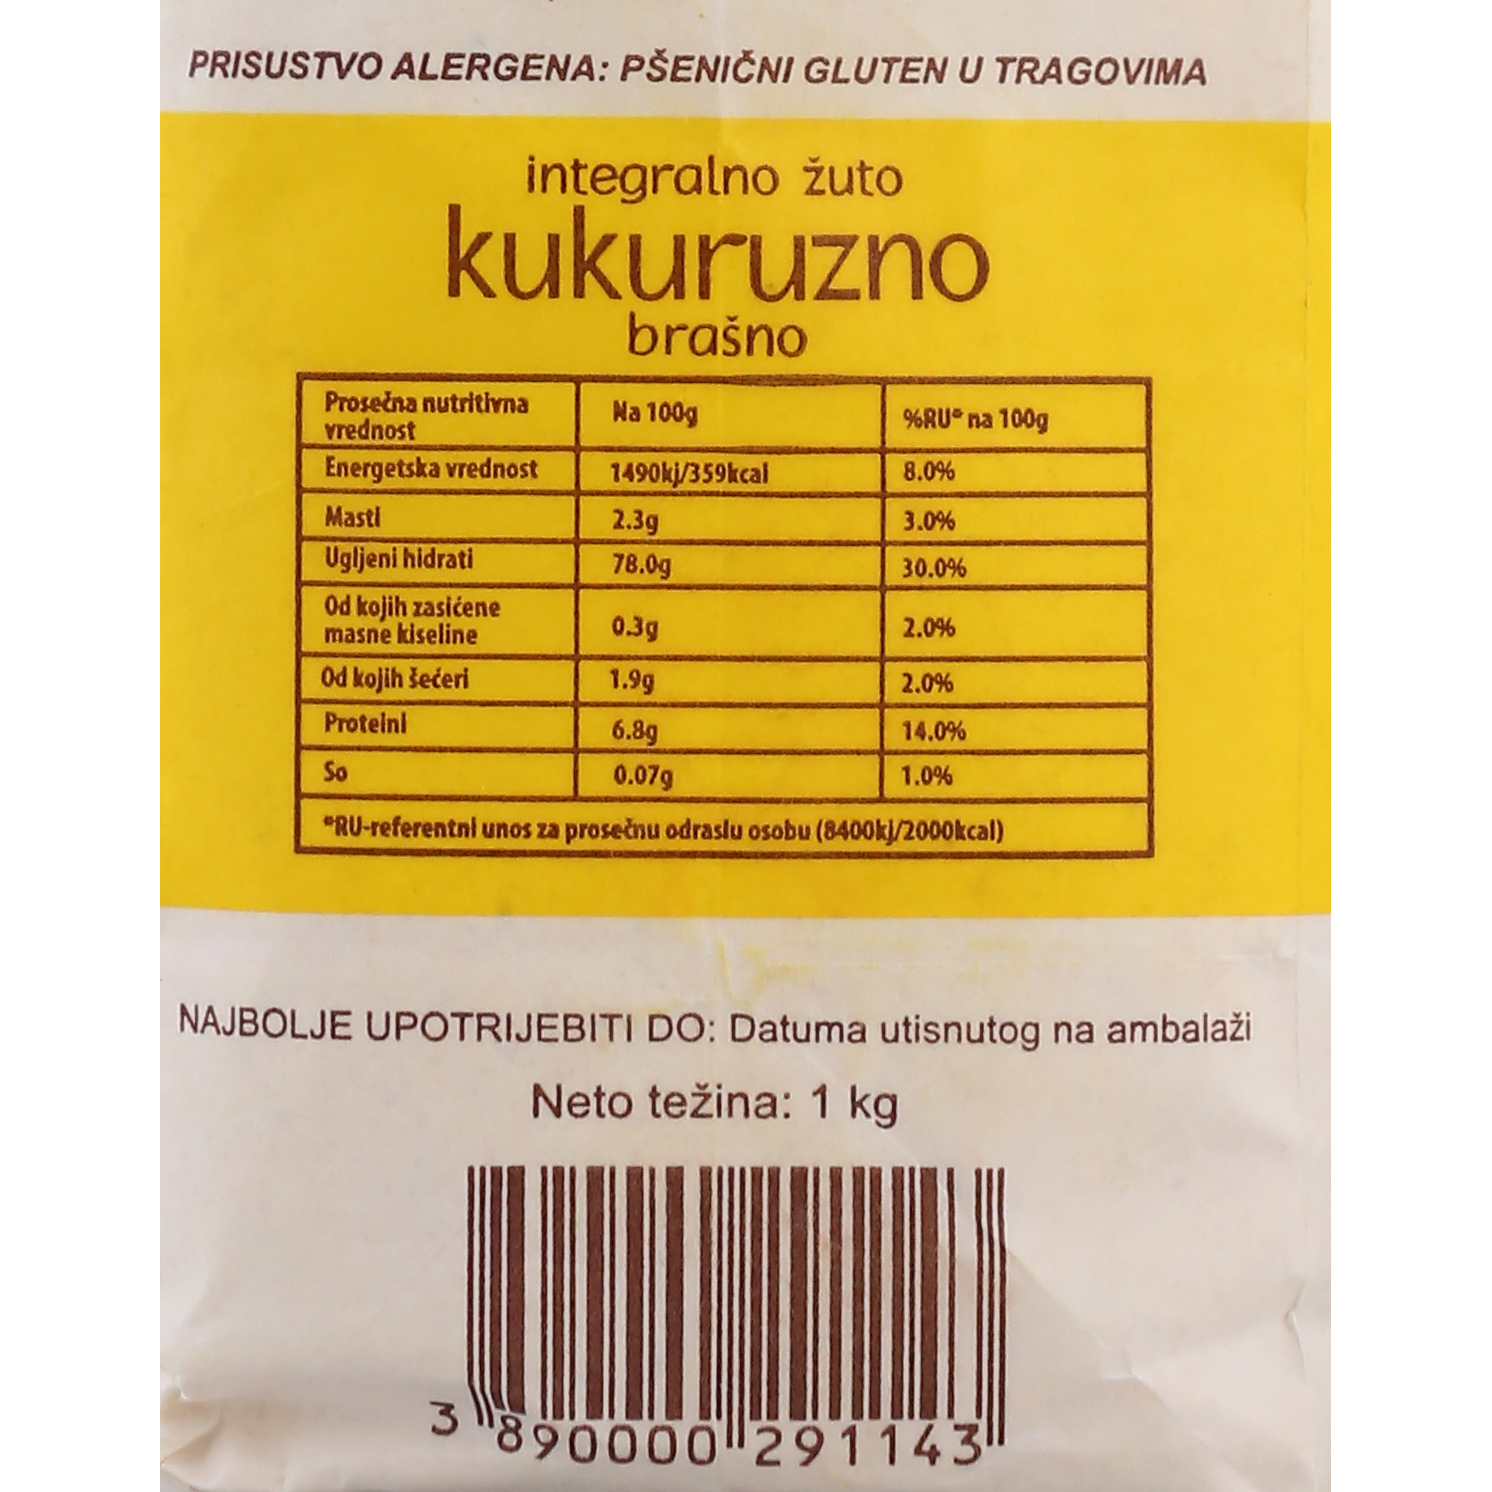 PRISUSTVO ALERGENA: PŠENIČNI GLUTEN U TRAGOVIMA
integralno žuto
kukuruzno
brašno
Prosečna nutritivna vrednost Na 100g %RU* na 100g
Energetska vrednost 1490kj/359kcal 8.0%
Masti 2.3g 3.0%
Ugljeni hidrati 78.0g 30.0%
Od kojih zasićene masne kiseline 0.3g 2.0%
Od kojih šećeri 1.9g 2.0%
Proteini 6.8g 14.0%
So 0.07g 1.0%
*RU-referentni unos za prosečnu odraslu osobu (8400kj/2000kcal)
NAJBOLJE UPOTRIJEBITI DO: Datuma utisnutog na ambalaži
Neto težina: 1 kg
3 890000 291143